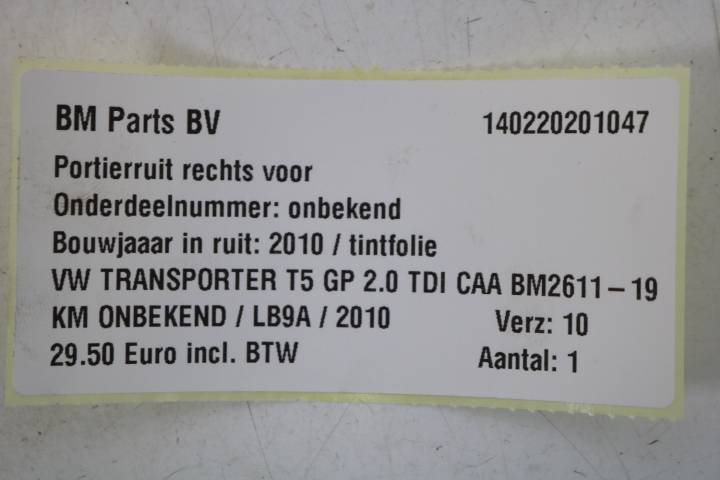 BM Parts BV 140220201047
Portierruit rechts voor
Onderdeelnummer: onbekend
Bouwjaaar in ruit: 2010 / tintfolie
VW TRANSPORTER T5 GP 2.0 TDI CAA BM2611-19
KM ONBEKEND / LB9A / 2010 Verz: 10
29.50 Euro incl. BTW Aantal: 1